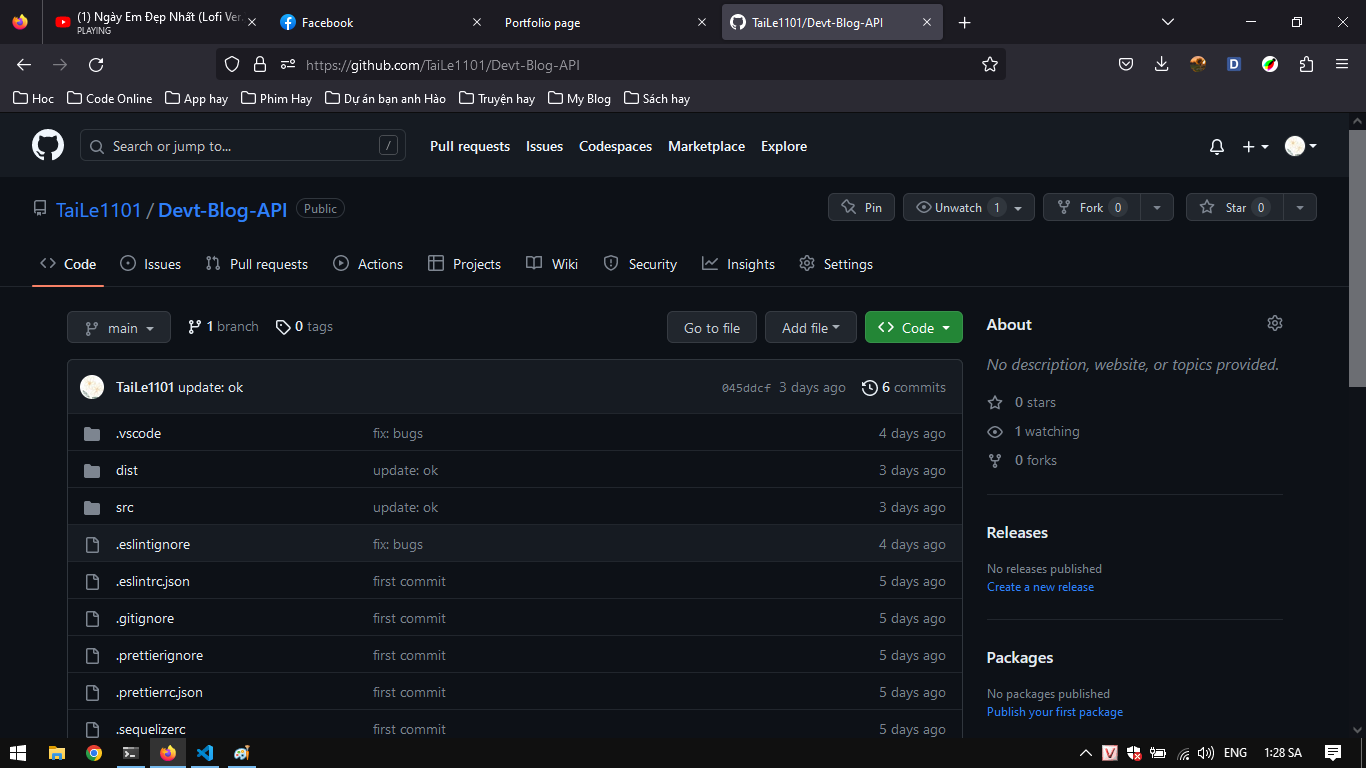 (1) Ngày Em Đẹp Nhất (Lofi Ver.
PLAYING
Facebook
Portfolio page
TaiLe1101/Devt-Blog-API
https://github.com/TaiLe1101/Devt-Blog-API
D
Hoc
Code Online
App hay
Phim Hay
Dự án bạn anh Hào
Truyện hay
My Blog
Sách hay
Search or jump to...
/
Pull requests
Issues
Codespaces
Marketplace
Explore
TaiLe1101 / Devt-Blog-API
Public
Pin
Unwatch 1
Fork 0
Star 0
Code
Issues
Pull requests
Actions
Projects
Wiki
Security
Insights
Settings
main
1 branch
0 tags
Go to file
Add file
Code
TaiLe1101 update: ok
045ddcf 3 days ago
6 commits
.vscode fix: bugs 4 days ago
dist update: ok 3 days ago
src update: ok 3 days ago
.eslintignore fix: bugs 4 days ago
.eslintrc.json first commit 5 days ago
.gitignore first commit 5 days ago
.prettierignore first commit 5 days ago
.prettierrc.json first commit 5 days ago
.sequelizerc first commit 5 days ago
About
No description, website, or topics provided.
0 stars
1 watching
0 forks
Releases
No releases published
Create a new release
Packages
No packages published
Publish your first package
V
ENG
1:28 SA